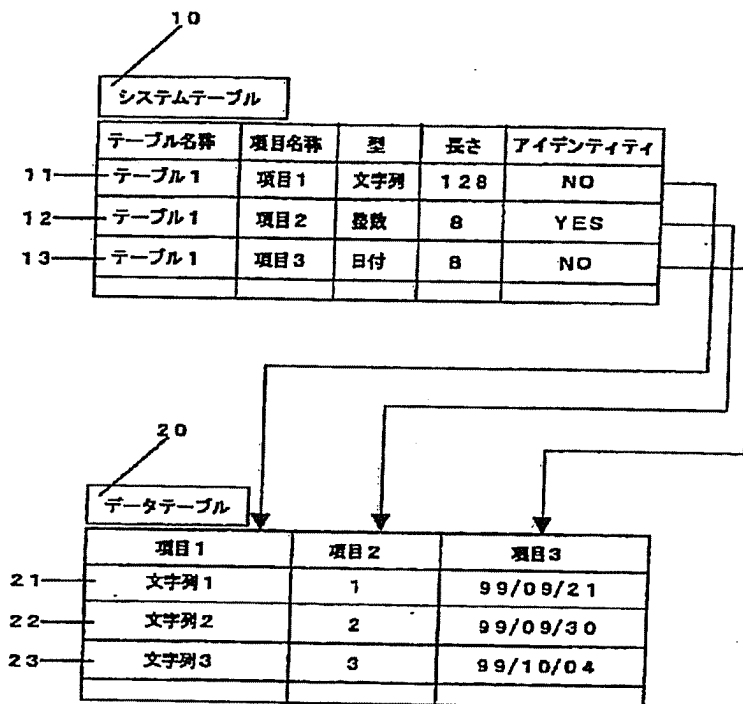 10
システムテーブル
テーブル名称 項目名称 型 長さ アイデンティティ
11 テーブル1 項目1 文字列 128 NO
12 テーブル1 項目2 整数 8 YES
13 テーブル1 項目3 日付 8 NO
20
データテーブル
項目1 項目2 項目3
21 文字列1 1 99/09/21
22 文字列2 2 99/09/30
23 文字列3 3 99/10/04